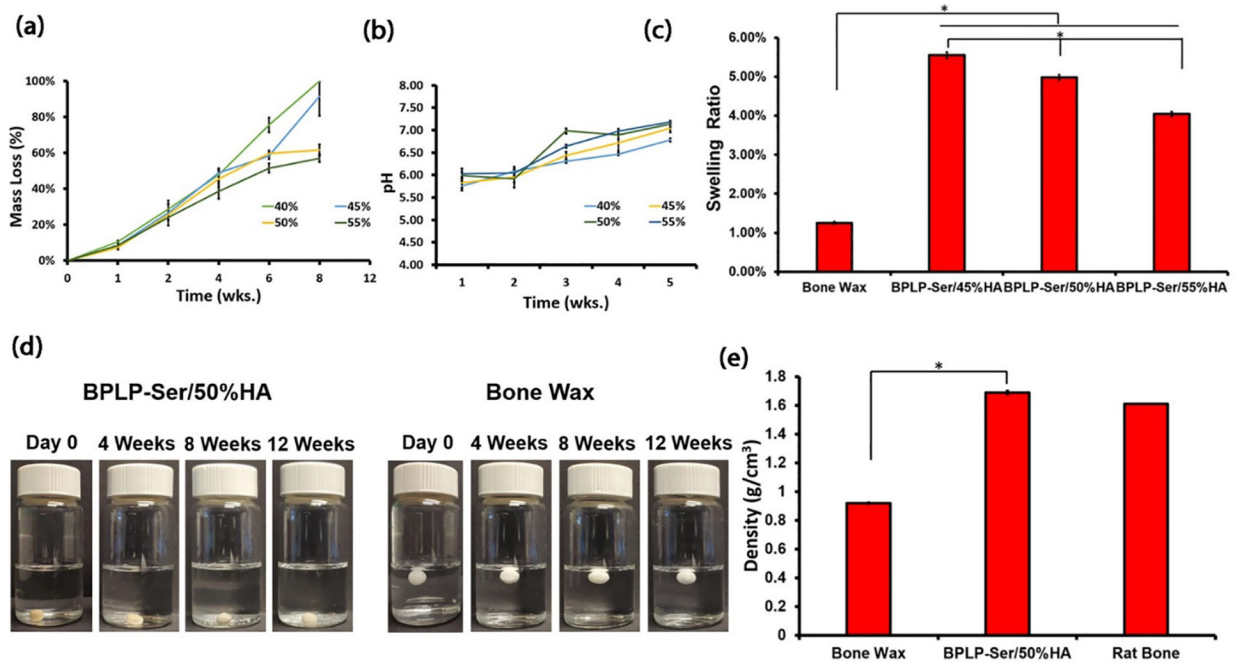 (a)
100%
80%
60%
40%
20%
0%
Mass Loss (%)
0 1 2 4 6 8 12
Time (wks.)
40% 45%
50% 55%
(b)
8.00
7.50
7.00
6.50
6.00
5.50
5.00
4.50
4.00
pH
1 2 3 4 5
Time (wks.)
40% 45%
50% 55%
(c)
*
*
6.00%
5.00%
4.00%
3.00%
2.00%
1.00%
0.00%
Swelling Ratio
Bone Wax BPLP-Ser/45%HA BPLP-Ser/50%HA BPLP-Ser/55%HA
(d)
BPLP-Ser/50%HA
Day 0 4 Weeks 8 Weeks 12 Weeks
Bone Wax
Day 0 4 Weeks 8 Weeks 12 Weeks
(e)
*
1.8
1.6
1.4
1.2
1
0.8
0.6
0.4
0.2
0
Density (g/cm³)
Bone Wax BPLP-Ser/50%HA Rat Bone